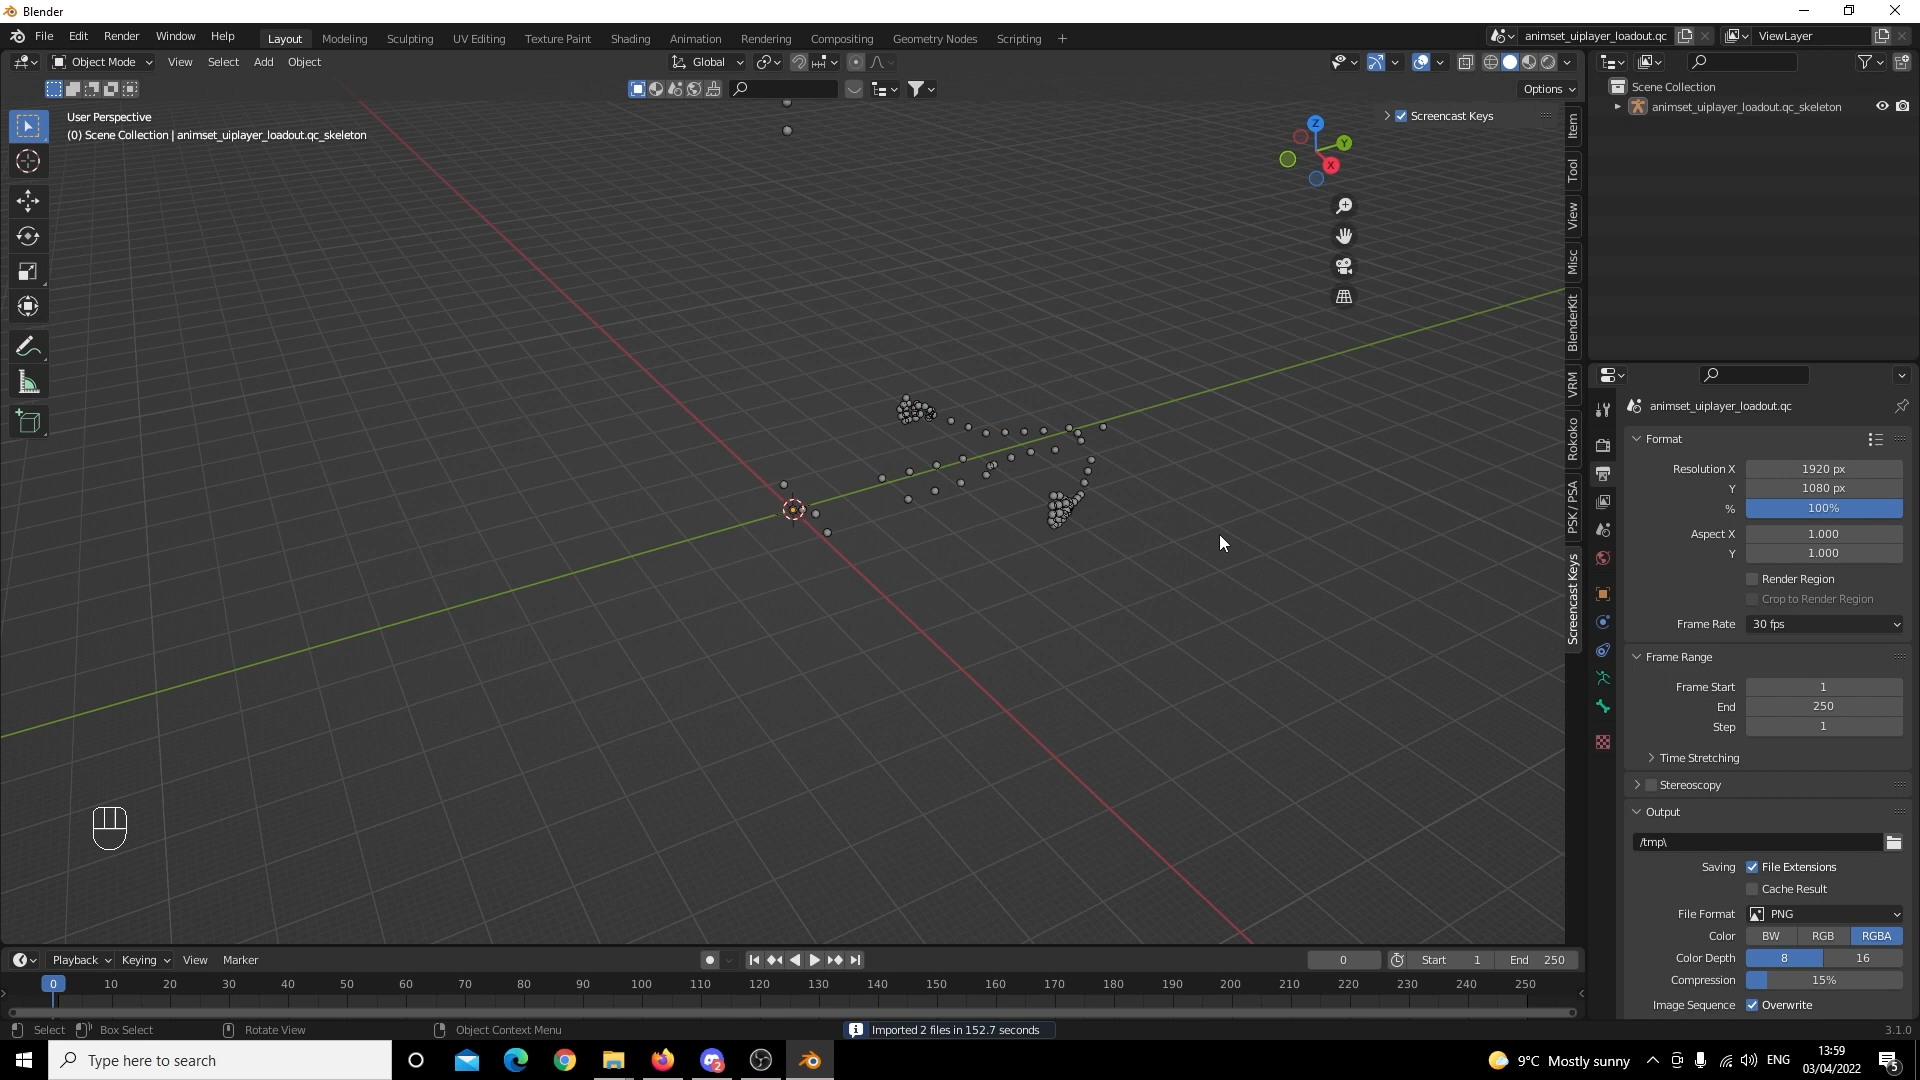 Blender
File Edit Render Window Help
Layout Modeling Sculpting UV Editing Texture Paint Shading Animation Rendering Compositing Geometry Nodes Scripting +
animset_uiplayer_loadout.qc
ViewLayer
Object Mode View Select Add Object
Global
Options
User Perspective
(0) Scene Collection | animset_uiplayer_loadout.qc_skeleton
Screencast Keys
Z
Y
X
Item
Tool
View
Misc
BlenderKit
VRM
Rokoko
PSK / PSA
Screencast Keys
Scene Collection
animset_uiplayer_loadout.qc_skeleton
animset_uiplayer_loadout.qc
Format
Resolution X 1920 px
Y 1080 px
% 100%
Aspect X 1.000
Y 1.000
Render Region
Crop to Render Region
Frame Rate 30 fps
Frame Range
Frame Start 1
End 250
Step 1
Time Stretching
Stereoscopy
Output
/tmp\
Saving File Extensions
Cache Result
File Format PNG
Color BW RGB RGBA
Color Depth 8 16
Compression 15%
Image Sequence Overwrite
Playback Keying View Marker
0 Start 1 End 250
0 10 20 30 40 50 60 70 80 90 100 110 120 130 140 150 160 170 180 190 200 210 220 230 240 250
Select Box Select Rotate View Object Context Menu
Imported 2 files in 152.7 seconds
3.1.0
Type here to search
2
9°C Mostly sunny
ENG
13:59
03/04/2022
5